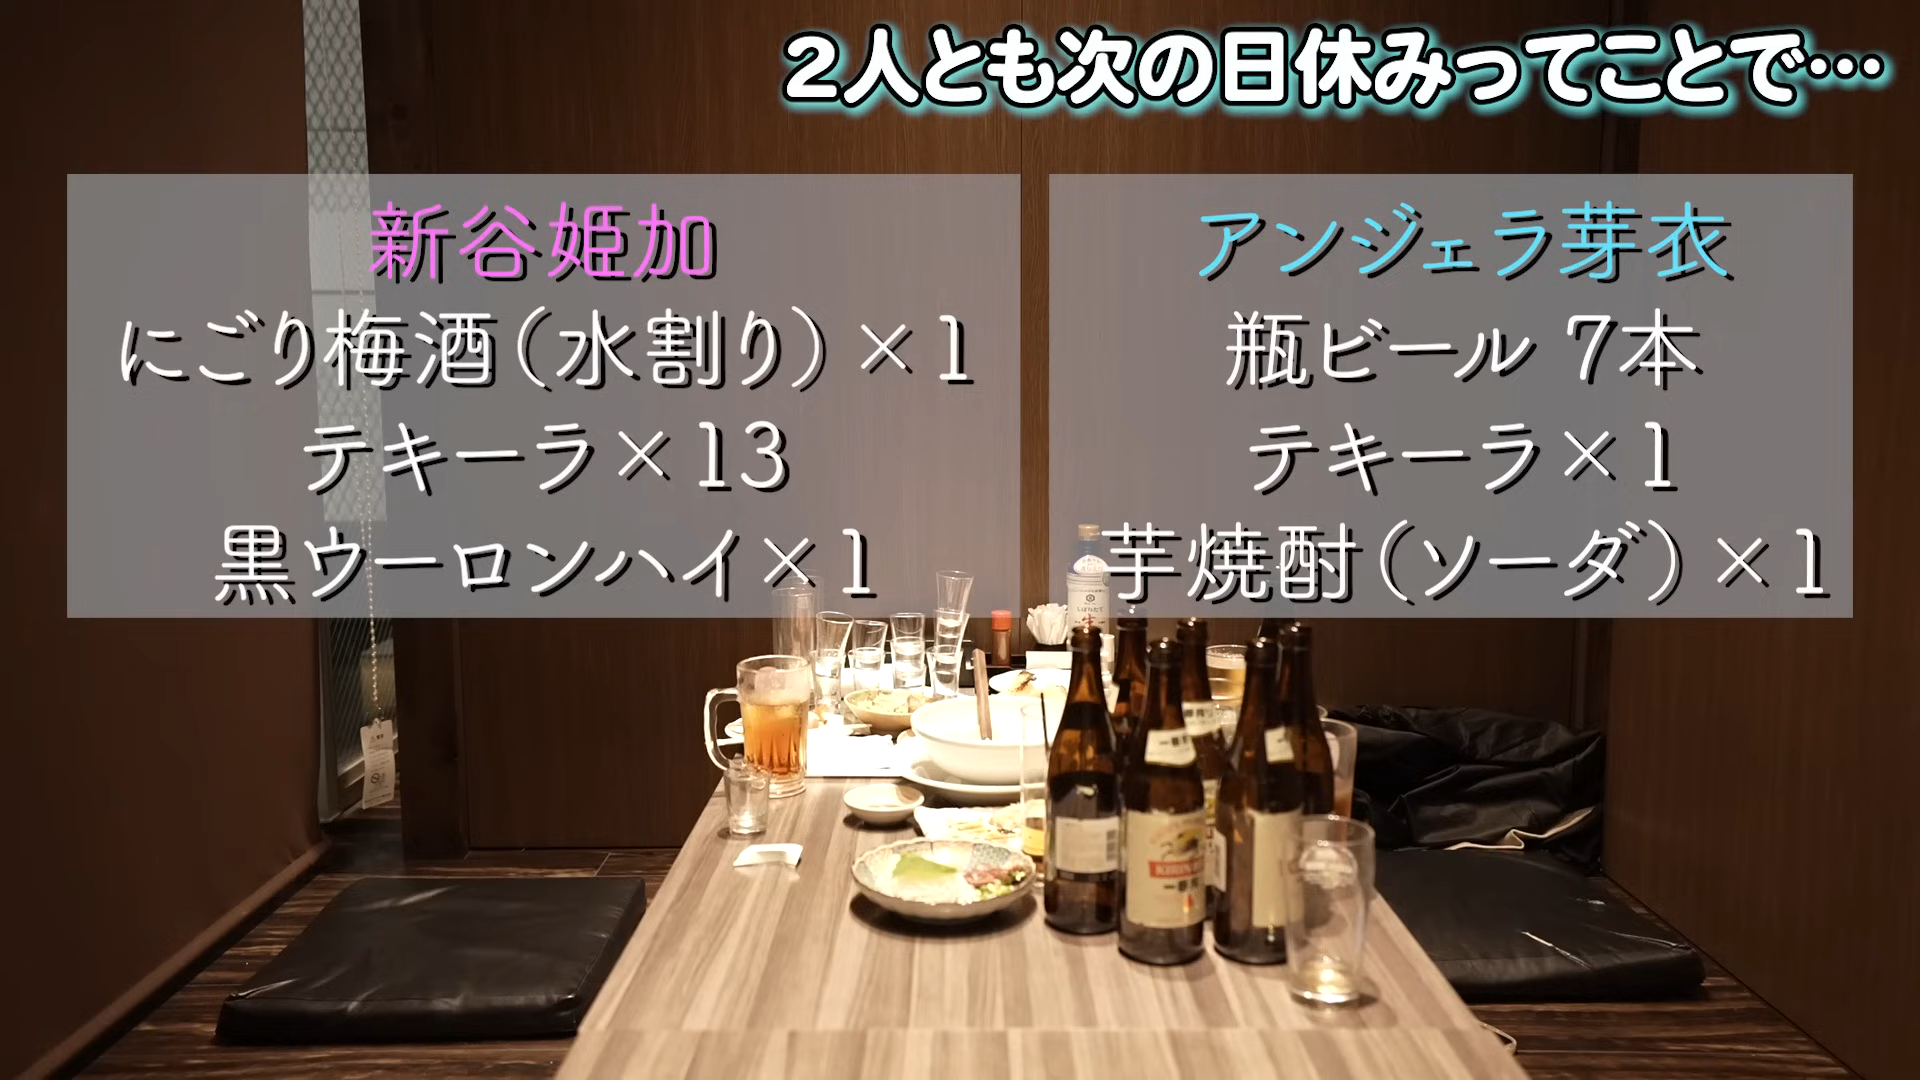 2人とも次の日休みってことで…
新谷姫加
にごり梅酒(水割り)×1
テキーラ×13
黒ウーロンハイ×1
アンジェラ芽衣
瓶ビール 7本
テキーラ×1
芋焼酎(ソーダ)×1
KIRIN